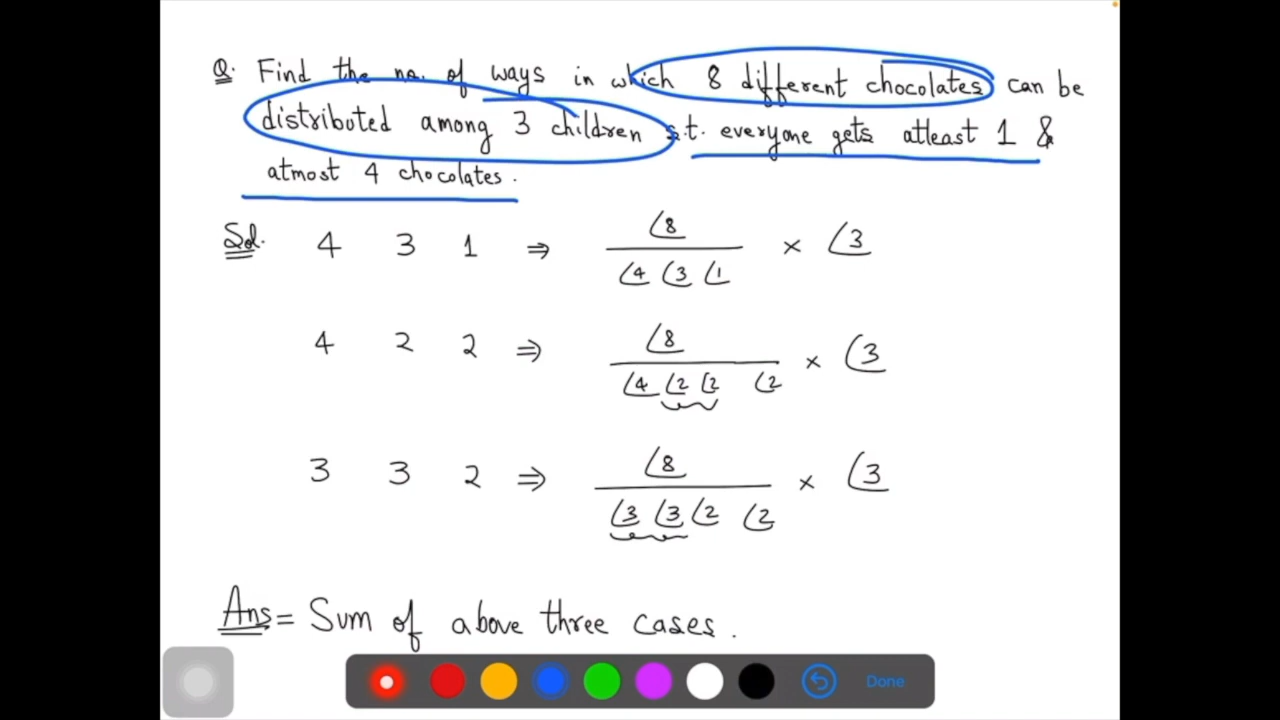 Q. Find the no. of ways in which 8 different chocolates can be
distributed among 3 children s.t. everyone gets atleast 1 &
atmost 4 chocolates.
Sol. 4 3 1 ⇒ ∠8 / ∠4 ∠3 ∠1 × ∠3
4 2 2 ⇒ ∠8 / ∠4 ∠2 ∠2 ∠2 × ∠3
3 3 2 ⇒ ∠8 / ∠3 ∠3 ∠2 ∠2 × ∠3
Ans = Sum of above three cases.
Done